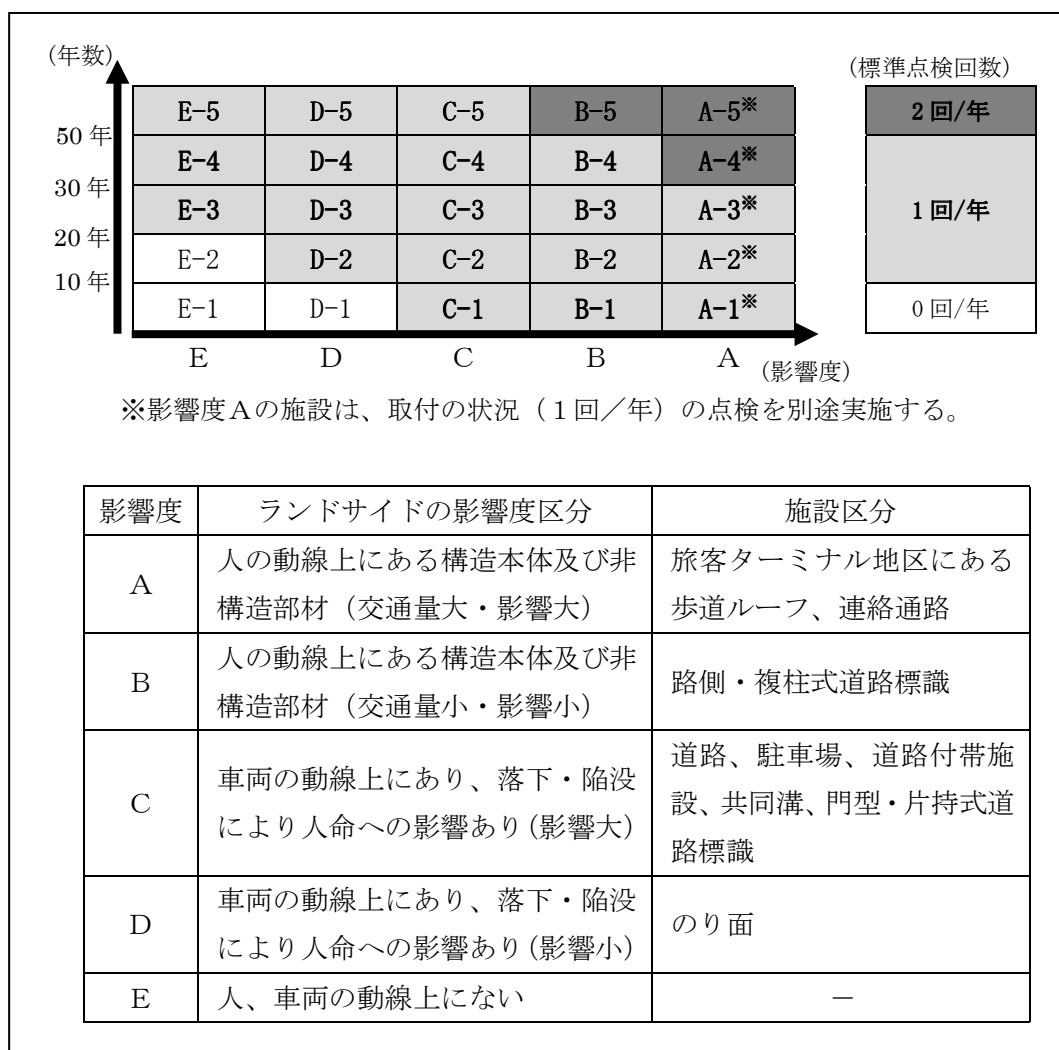 (年数)
(標準点検回数)
E-5 D-5 C-5 B-5 A-5※ 2回/年
50年
E-4 D-4 C-4 B-4 A-4※
30年
E-3 D-3 C-3 B-3 A-3※ 1回/年
20年
E-2 D-2 C-2 B-2 A-2※
10年
E-1 D-1 C-1 B-1 A-1※ 0回/年
E D C B A (影響度)
※影響度Aの施設は、取付の状況（1回／年）の点検を別途実施する。
影響度 ランドサイドの影響度区分 施設区分
A
人の動線上にある構造本体及び非
構造部材（交通量大・影響大）
旅客ターミナル地区にある
歩道ルーフ、連絡通路
B
人の動線上にある構造本体及び非
構造部材（交通量小・影響小）
路側・複柱式道路標識
C
車両の動線上にあり、落下・陥没
により人命への影響あり(影響大)
道路、駐車場、道路付帯施
設、共同溝、門型・片持式道
路標識
D
車両の動線上にあり、落下・陥没
により人命への影響あり(影響小)
のり面
E 人、車両の動線上にない －